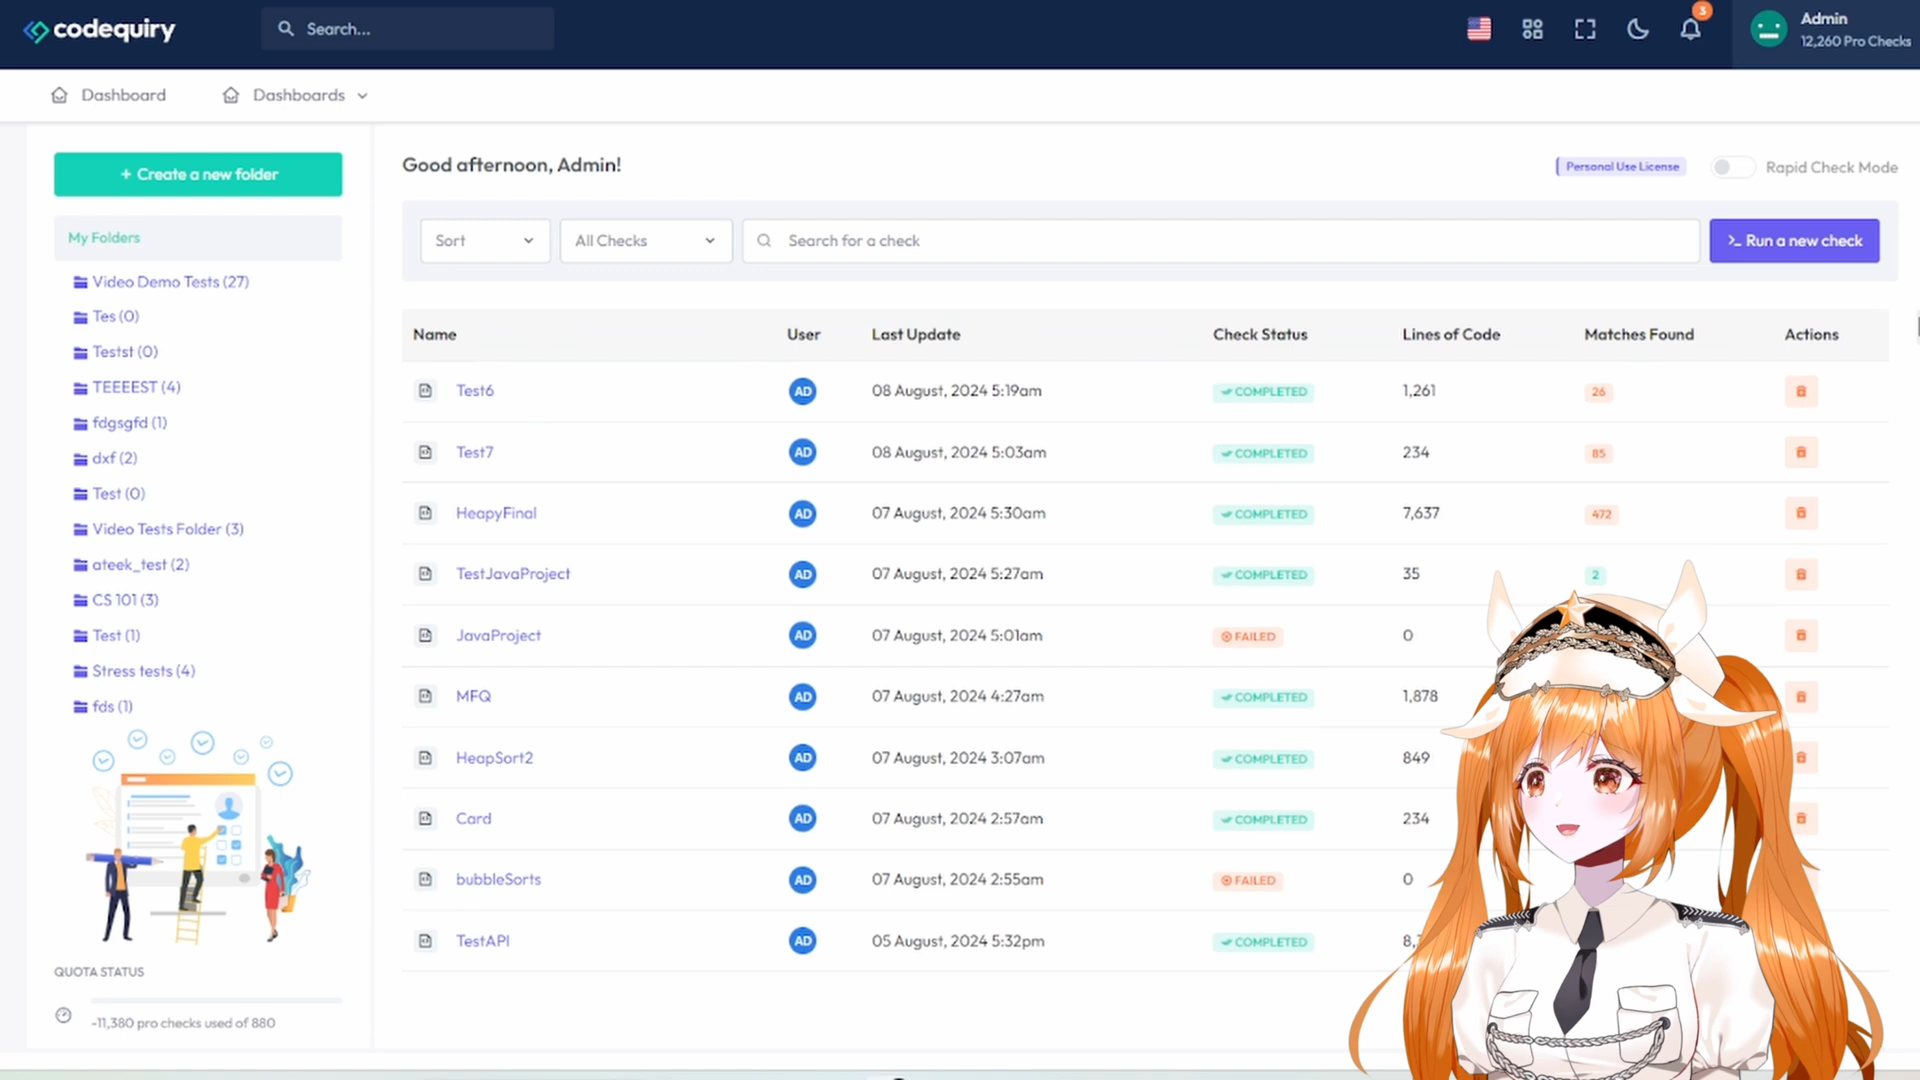 codequiry
Search...
3
Admin
12,260 Pro Checks
Dashboard
Dashboards
+ Create a new folder
My Folders
Video Demo Tests (27)
Tes (0)
Testst (0)
TEEEEST (4)
fdgsgfd (1)
dxf (2)
Test (0)
Video Tests Folder (3)
ateek_test (2)
CS 101 (3)
Test (1)
Stress tests (4)
fds (1)
QUOTA STATUS
-11,380 pro checks used of 880
Good afternoon, Admin!
Personal Use License
Rapid Check Mode
Sort
All Checks
Search for a check
>_ Run a new check
Name User Last Update Check Status Lines of Code Matches Found Actions
Test6 AD 08 August, 2024 5:19am COMPLETED 1,261 26
Test7 AD 08 August, 2024 5:03am COMPLETED 234 85
HeapyFinal AD 07 August, 2024 5:30am COMPLETED 7,637 472
TestJavaProject AD 07 August, 2024 5:27am COMPLETED 35 2
JavaProject AD 07 August, 2024 5:01am FAILED 0
MFQ AD 07 August, 2024 4:27am COMPLETED 1,878
HeapSort2 AD 07 August, 2024 3:07am COMPLETED 849
Card AD 07 August, 2024 2:57am COMPLETED 234
bubbleSorts AD 07 August, 2024 2:55am FAILED 0
TestAPI AD 05 August, 2024 5:32pm COMPLETED